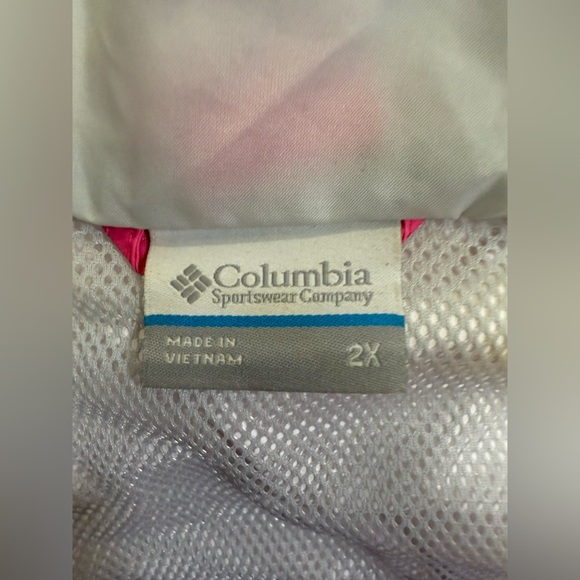 Columbia
Sportswear Company
MADE IN
VIETNAM
2X